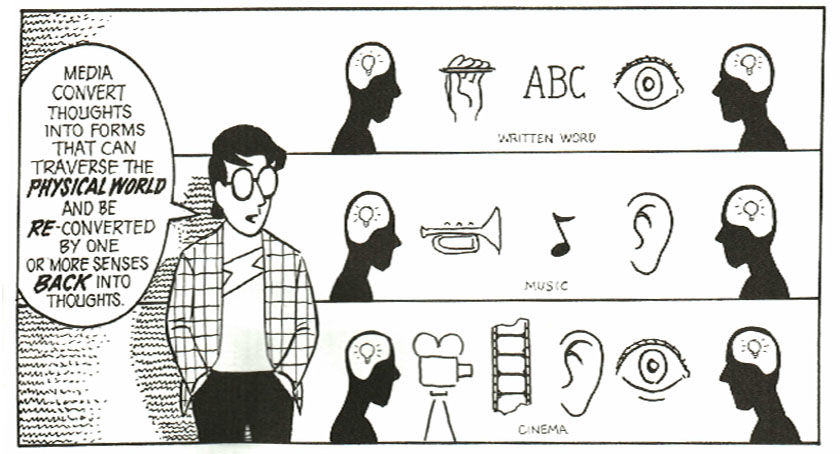 MEDIA
CONVERT
THOUGHTS
INTO FORMS
THAT CAN
TRAVERSE THE
PHYSICAL WORLD
AND BE
RE-CONVERTED
BY ONE
OR MORE SENSES
BACK INTO
THOUGHTS.
ABC
WRITTEN WORD
MUSIC
CINEMA